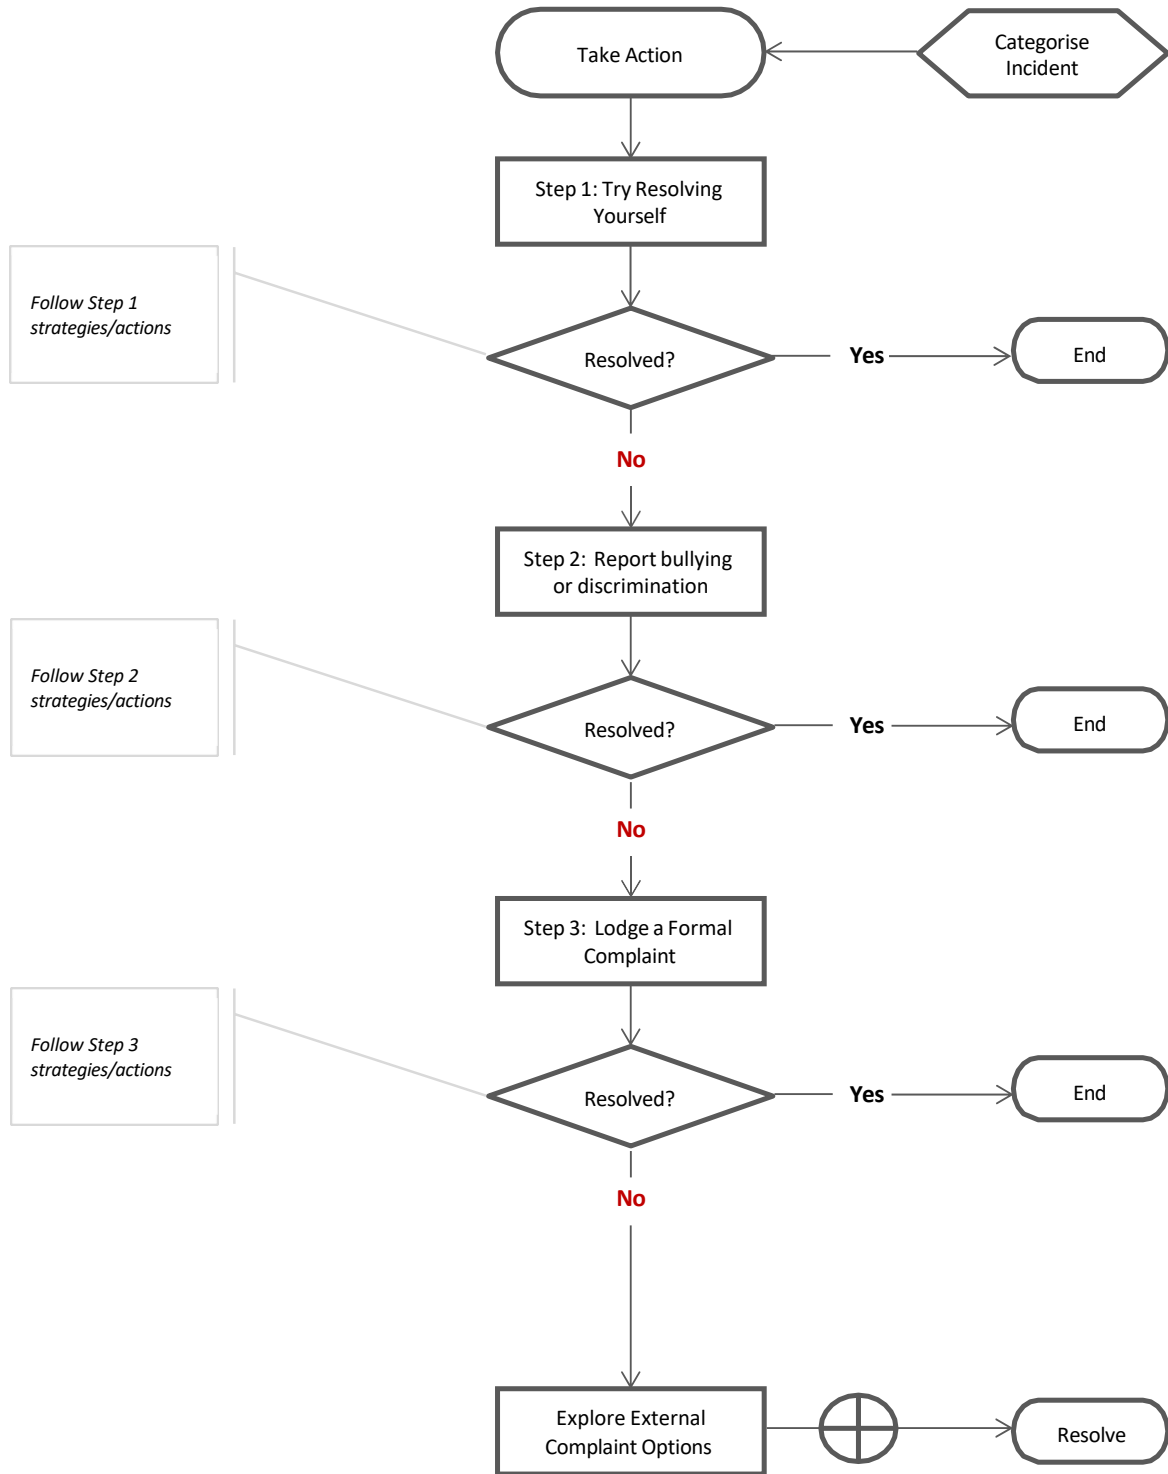 Take Action
Categorise
Incident
Step 1: Try Resolving
Yourself
Follow Step 1
strategies/actions
Resolved?
Yes
End
No
Step 2: Report bullying
or discrimination
Follow Step 2
strategies/actions
Resolved?
Yes
End
No
Step 3: Lodge a Formal
Complaint
Follow Step 3
strategies/actions
Resolved?
Yes
End
No
Explore External
Complaint Options
Resolve